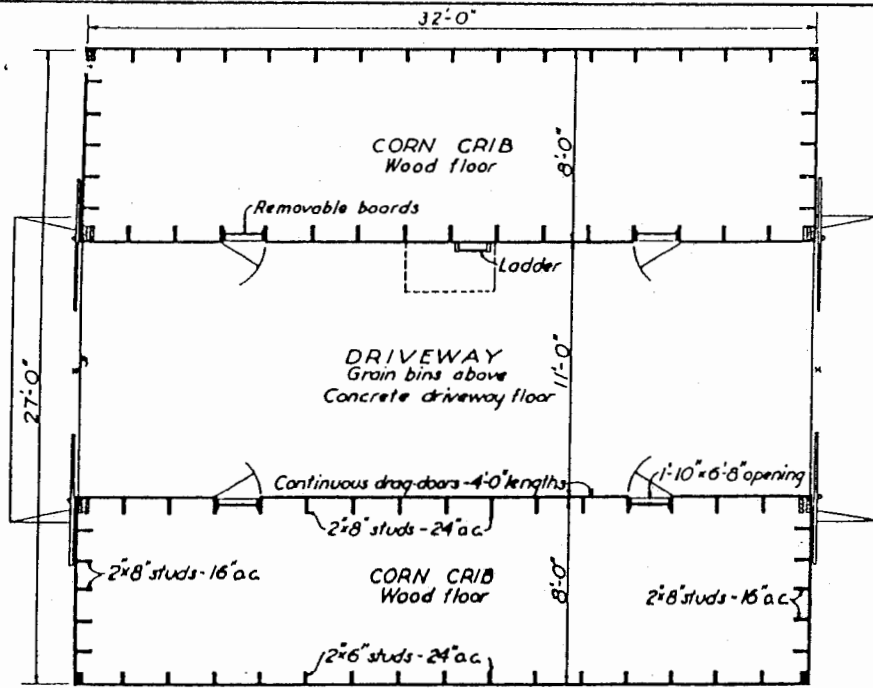 32'-0"
CORN CRIB
Wood floor
8'-0"
Removable boards
Ladder
27'-0"
DRIVEWAY
Grain bins above
Concrete driveway floor
11'-0"
Continuous drag-doors-4'-0" lengths
1'-10"x6'-8" opening
2"x8" studs-24" o.c.
2"x8" studs-16" o.c.
CORN CRIB
Wood floor
8'-0"
2"x8" studs-16" o.c.
2"x6" studs-24" o.c.